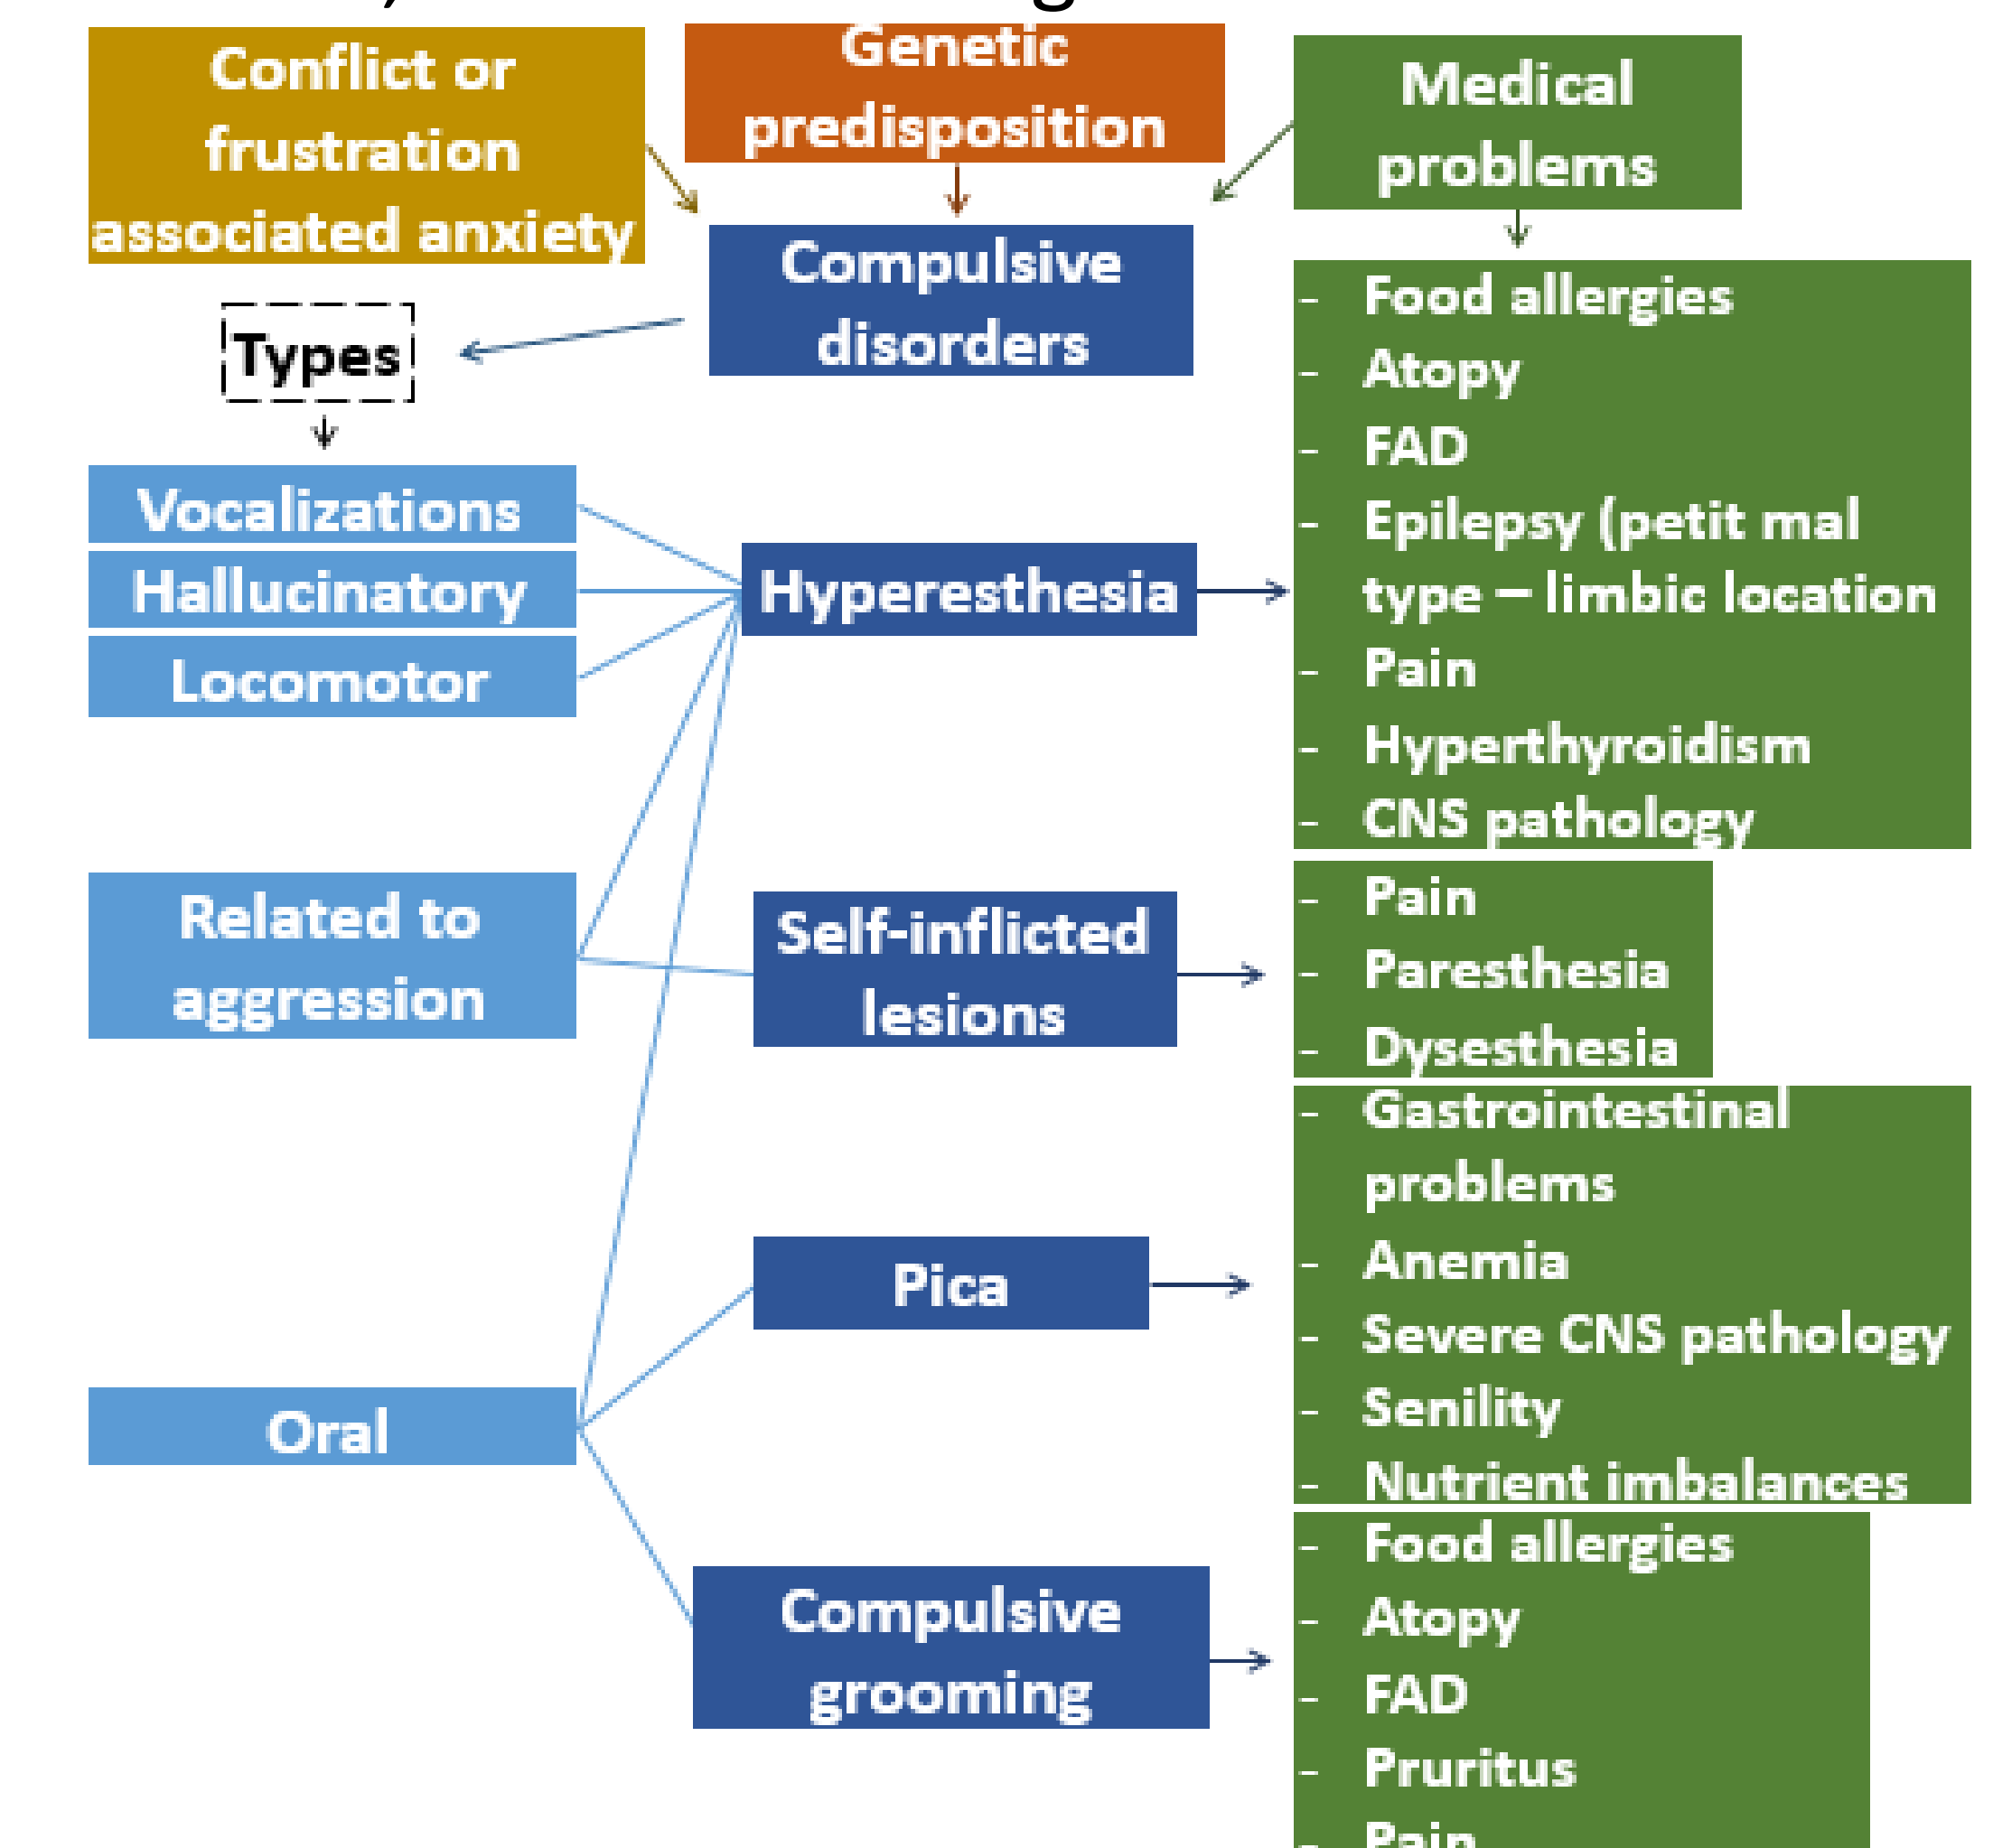 Conflict or
frustration
associated anxiety
Genetic
predisposition
Medical
problems
Compulsive
disorders
Types
Vocalizations
Hallucinatory
Locomotor
Related to
aggression
Oral
Hyperesthesia
Self-inflicted
lesions
Pica
Compulsive
grooming
- Food allergies
- Atopy
- FAD
- Epilepsy (petit mal
type – limbic location
- Pain
- Hyperthyroidism
- CNS pathology
- Pain
- Paresthesia
- Dysesthesia
- Gastrointestinal
problems
- Anemia
- Severe CNS pathology
- Senility
- Nutrient imbalances
- Food allergies
- Atopy
- FAD
- Pruritus
Pain